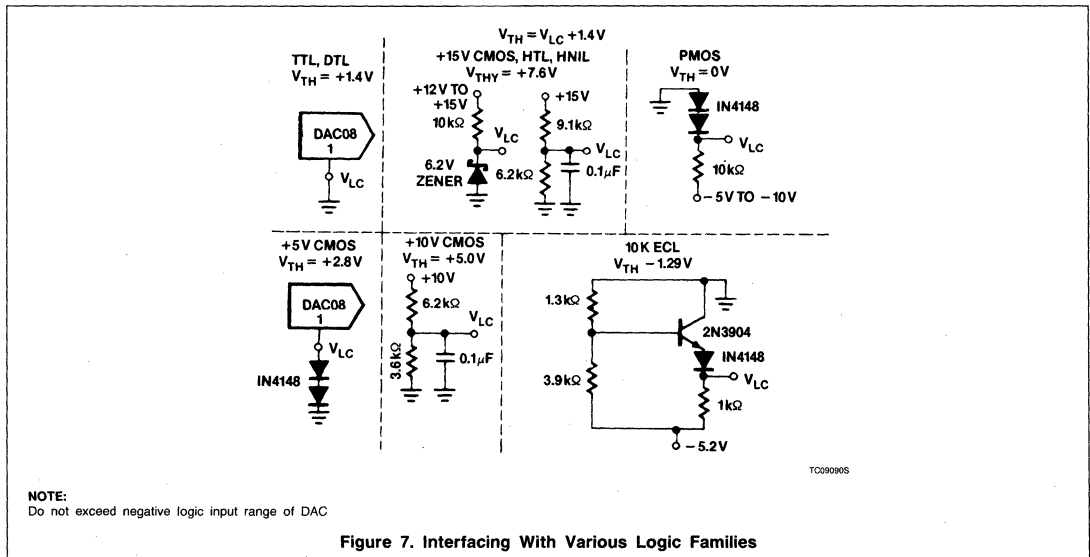 V_TH = V_LC +1.4V
TTL, DTL
V_TH = +1.4V
DAC08
1
V_LC
+15V CMOS, HTL, HNIL
V_THY = +7.6V
+12V TO
+15V
10kΩ
V_LC
6.2V
ZENER
+15V
9.1kΩ
V_LC
6.2kΩ
0.1μF
PMOS
V_TH = 0V
IN4148
V_LC
10kΩ
−5V TO −10V
+5V CMOS
V_TH = +2.8V
DAC08
1
V_LC
IN4148
+10V CMOS
V_TH = +5.0V
+10V
6.2kΩ
V_LC
3.6kΩ
0.1μF
10K ECL
V_TH −1.29V
1.3kΩ
2N3904
IN4148
3.9kΩ
V_LC
1kΩ
−5.2V
TC09090S
NOTE:
Do not exceed negative logic input range of DAC
Figure 7. Interfacing With Various Logic Families